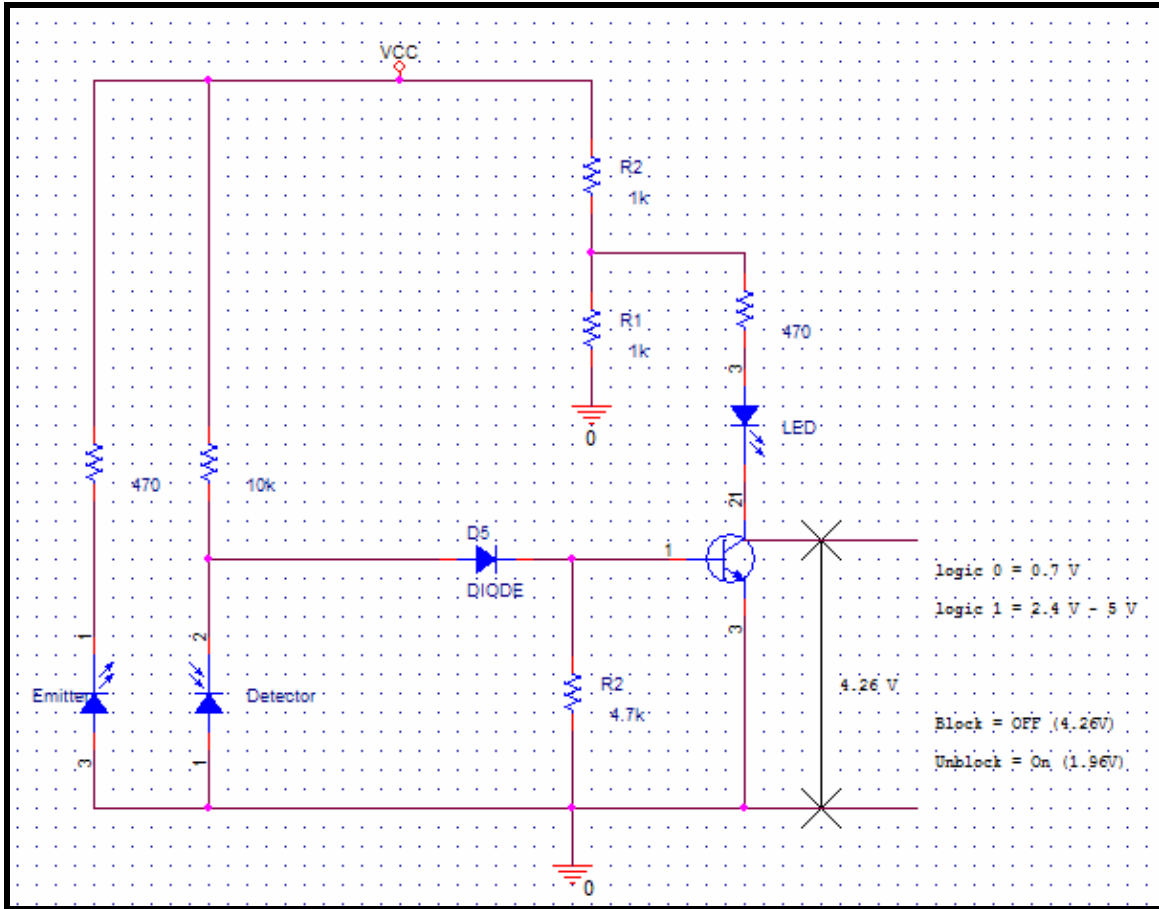 VCC
R2
1k
R1
1k
0
470
3
LED
21
470
10k
D5
DIODE
1
3
logic 0 = 0.7 V
logic 1 = 2.4 V - 5 V
4.26 V
Block = OFF (4.26V)
Unblock = On (1.96V)
1
Emitter
3
2
Detector
1
R2
4.7k
0